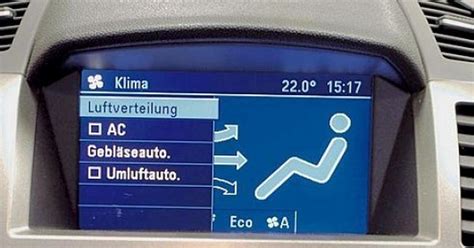 Klima 22.0° 15:17
Luftverteilung
AC
Gebläseauto.
Umluftauto.
Eco A